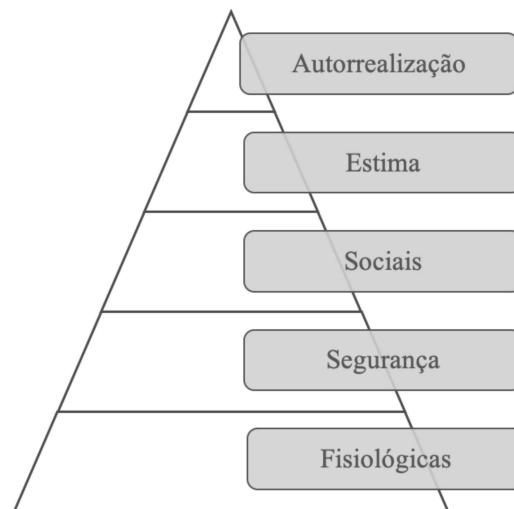 Autorrealização
Estima
Sociais
Segurança
Fisiológicas